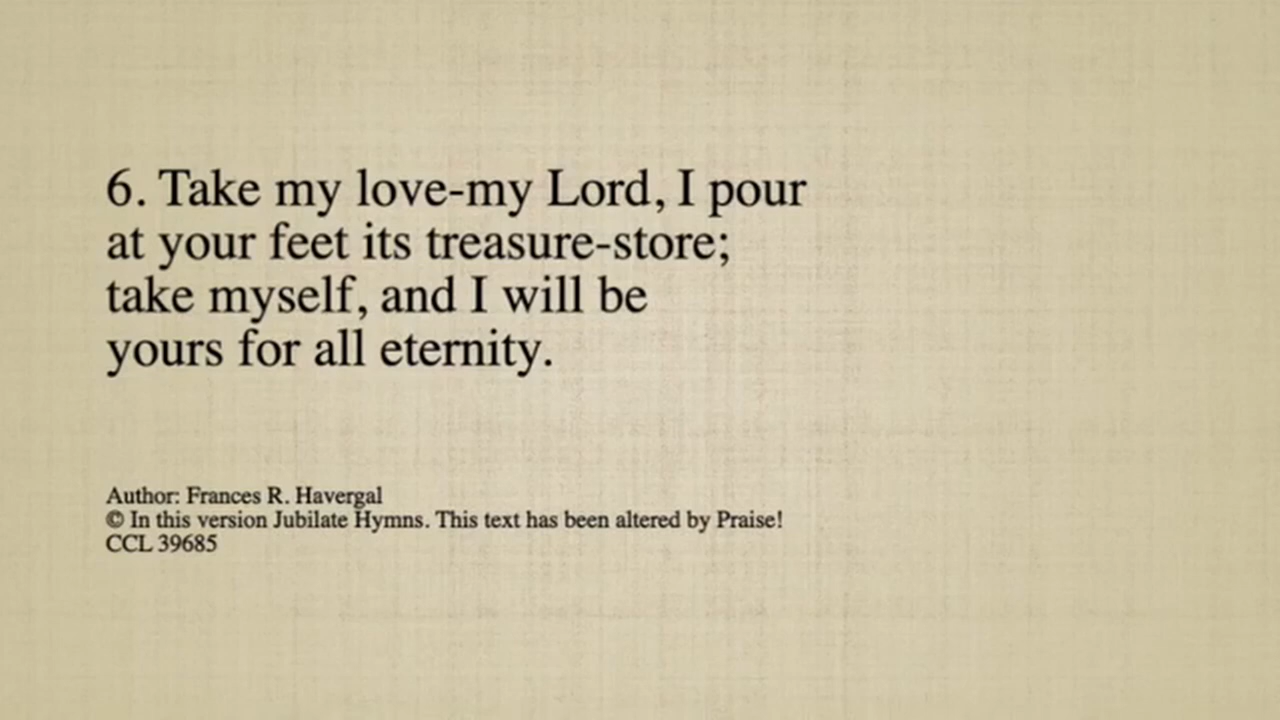 6. Take my love-my Lord, I pour
at your feet its treasure-store;
take myself, and I will be
yours for all eternity.
Author: Frances R. Havergal
© In this version Jubilate Hymns. This text has been altered by Praise!
CCL 39685